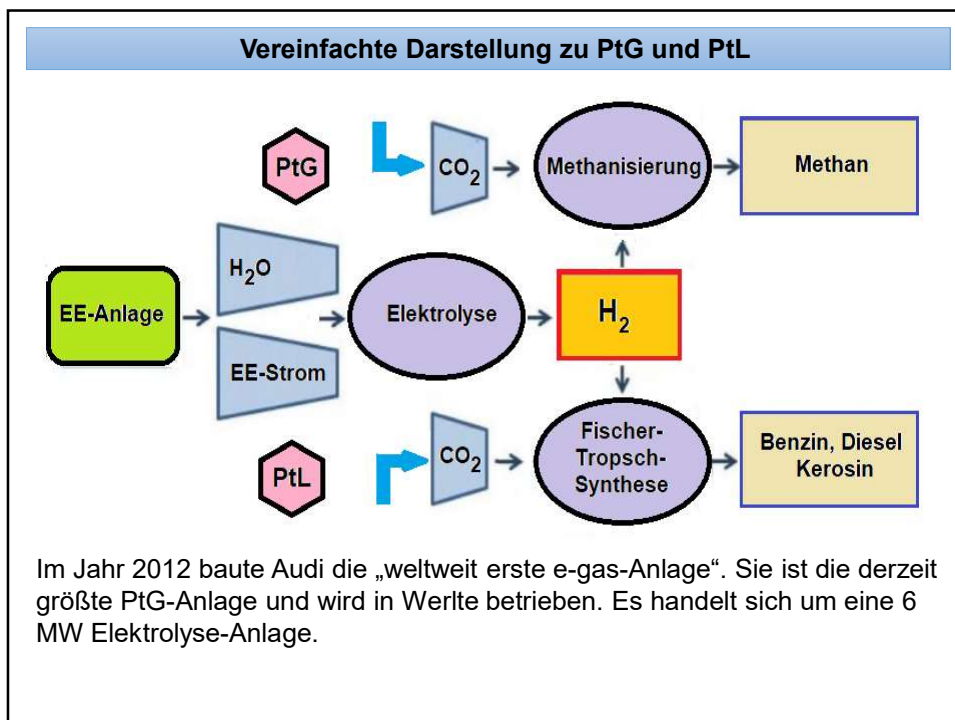 Vereinfachte Darstellung zu PtG und PtL
PtG
CO2
Methanisierung
Methan
EE-Anlage
H2O
EE-Strom
Elektrolyse
H2
PtL
CO2
Fischer-
Tropsch-
Synthese
Benzin, Diesel
Kerosin
Im Jahr 2012 baute Audi die „weltweit erste e-gas-Anlage“. Sie ist die derzeit
größte PtG-Anlage und wird in Werlte betrieben. Es handelt sich um eine 6
MW Elektrolyse-Anlage.